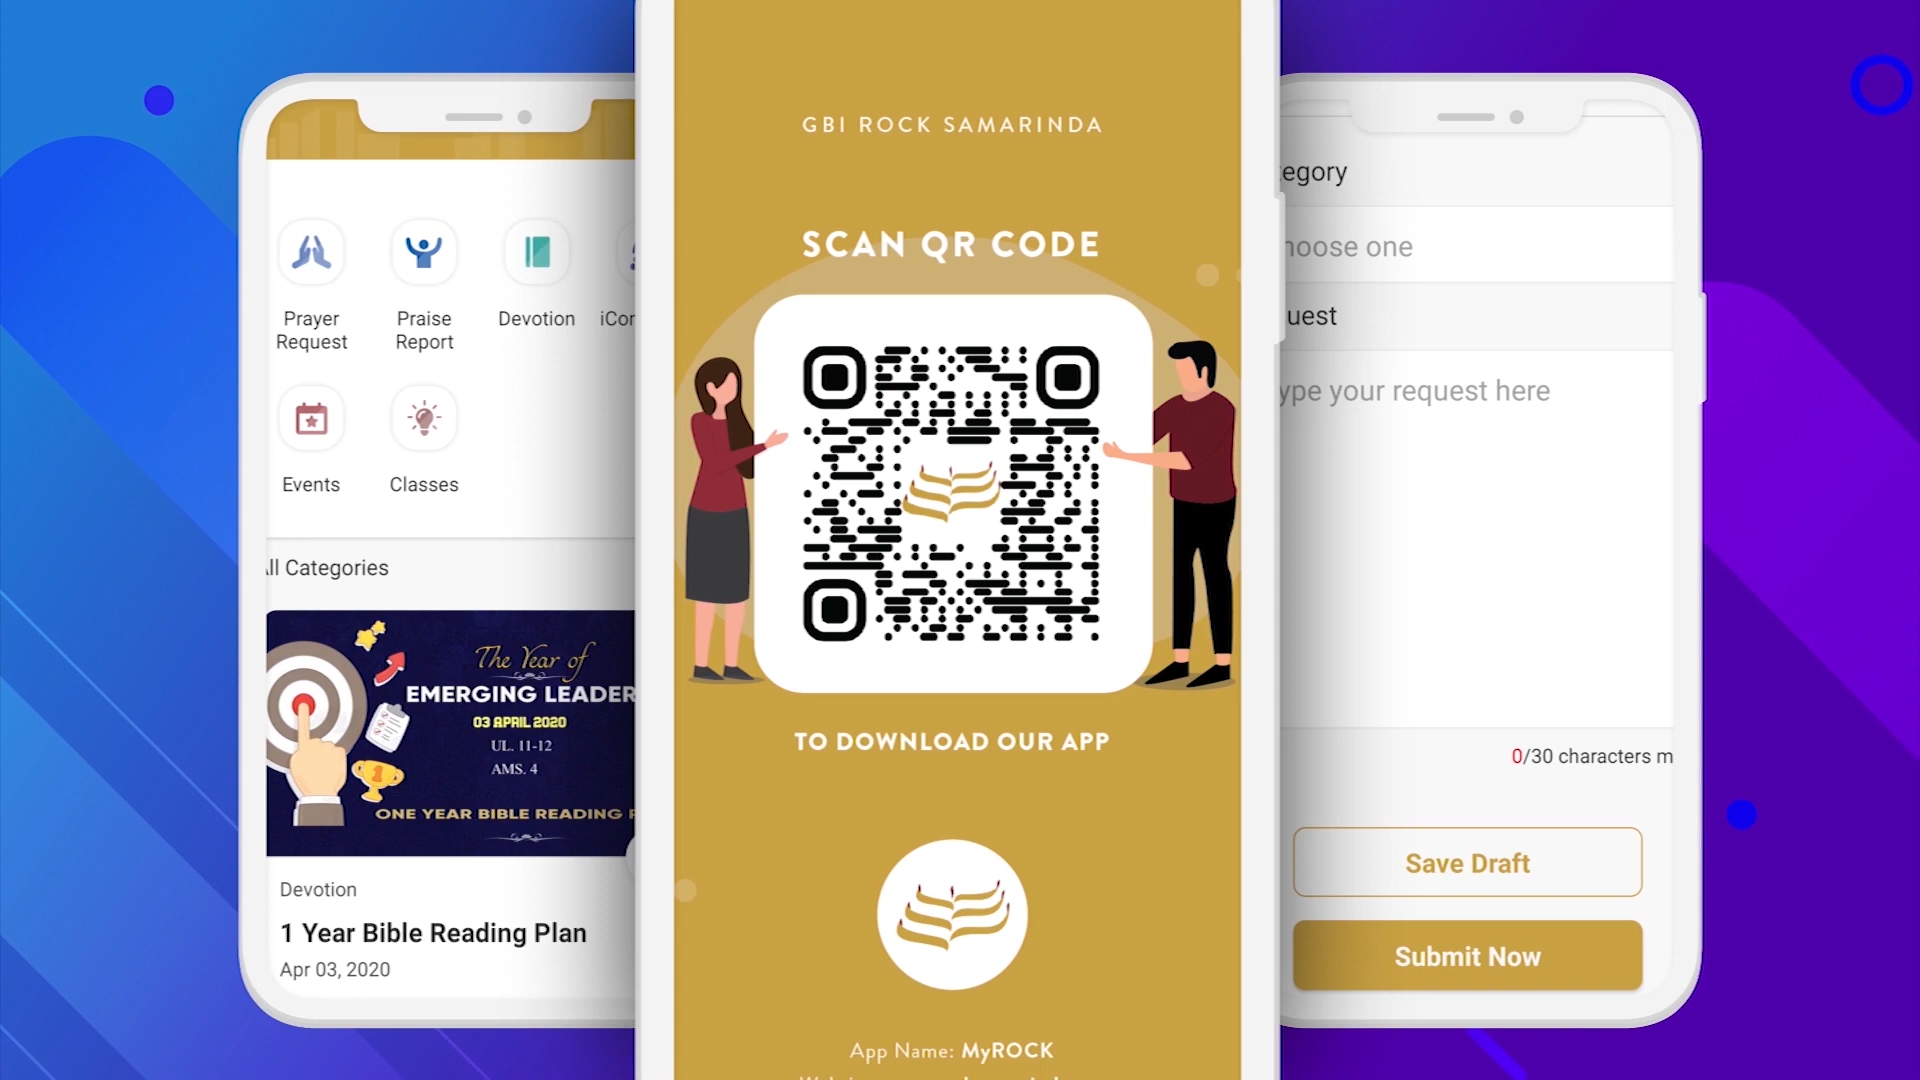 Prayer
Request
Praise
Report
Devotion
iCor
Events
Classes
ll Categories
The Year of
EMERGING LEADER
03 APRIL 2020
UL. 11-12
AMS. 4
ONE YEAR BIBLE READING
Devotion
1 Year Bible Reading Plan
Apr 03, 2020
GBI ROCK SAMARINDA
SCAN QR CODE
TO DOWNLOAD OUR APP
App Name: MyROCK
egory
hoose one
uest
ype your request here
0/30 characters m
Save Draft
Submit Now